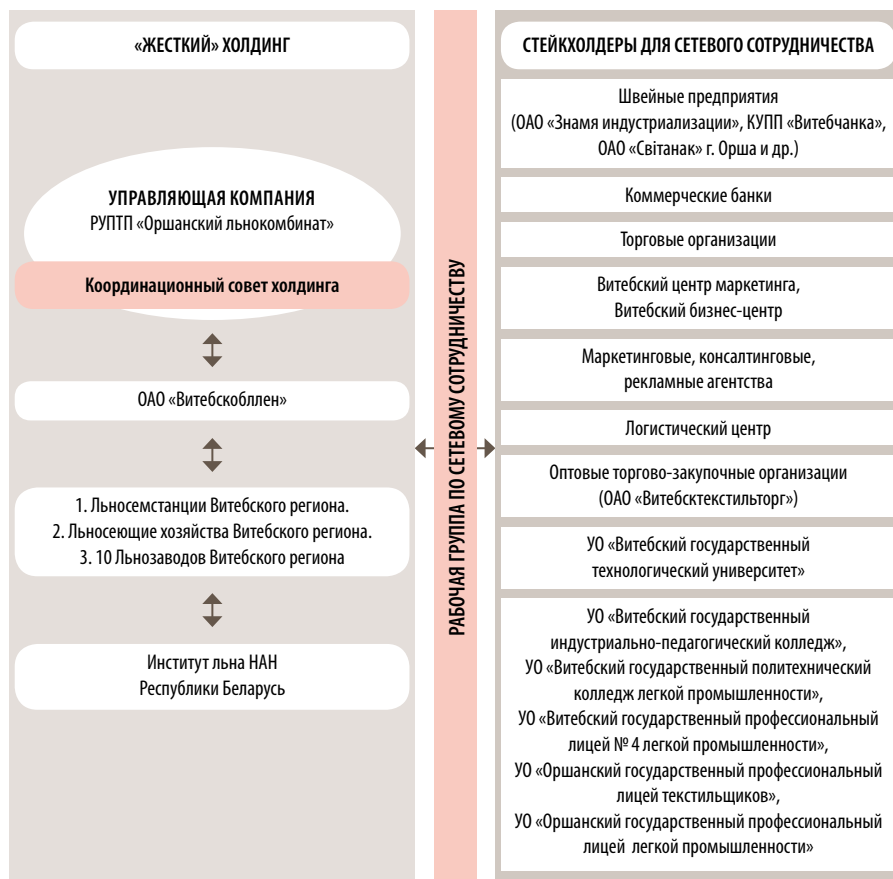 «ЖЕСТКИЙ» ХОЛДИНГ
УПРАВЛЯЮЩАЯ КОМПАНИЯ
РУПТП «Оршанский льнокомбинат»
Координационный совет холдинга
ОАО «Витебскобллен»
1. Льносемстанции Витебского региона.
2. Льносеющие хозяйства Витебского региона.
3. 10 Льнозаводов Витебского региона
Институт льна НАН
Республики Беларусь
РАБОЧАЯ ГРУППА ПО СЕТЕВОМУ СОТРУДНИЧЕСТВУ
СТЕЙКХОЛДЕРЫ ДЛЯ СЕТЕВОГО СОТРУДНИЧЕСТВА
Швейные предприятия
(ОАО «Знамя индустриализации», КУПП «Витебчанка»,
ОАО «Світанак» г. Орша и др.)
Коммерческие банки
Торговые организации
Витебский центр маркетинга,
Витебский бизнес-центр
Маркетинговые, консалтинговые,
рекламные агентства
Логистический центр
Оптовые торгово-закупочные организации
(ОАО «Витебсктекстильторг»)
УО «Витебский государственный
технологический университет»
УО «Витебский государственный
индустриально-педагогический колледж»,
УО «Витебский государственный политехнический
колледж легкой промышленности»,
УО «Витебский государственный профессиональный
лицей № 4 легкой промышленности»,
УО «Оршанский государственный профессиональный
лицей текстильщиков»,
УО «Оршанский государственный профессиональный
лицей легкой промышленности»